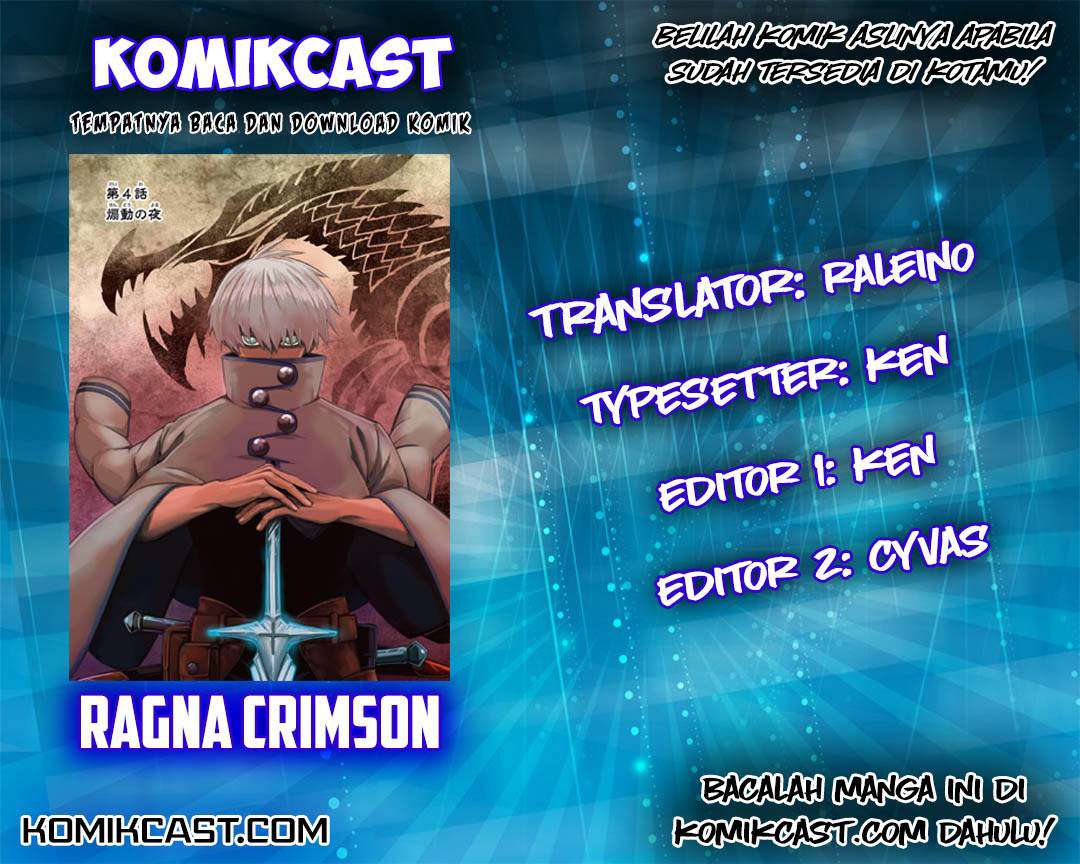 KOMIKCAST
TEMPATNYA BACA DAN DOWNLOAD KOMIK
BELILAH KOMIK ASLINYA APABILA
SUDAH TERSEDIA DI KOTAMU!
第4話
煽動の夜
TRANSLATOR: RALEINO
TYPESETTER: KEN
EDITOR 1: KEN
EDITOR 2: CYVAS
RAGNA CRIMSON
KOMIKCAST.COM
BACALAH MANGA INI DI
KOMIKCAST.COM DAHULU!